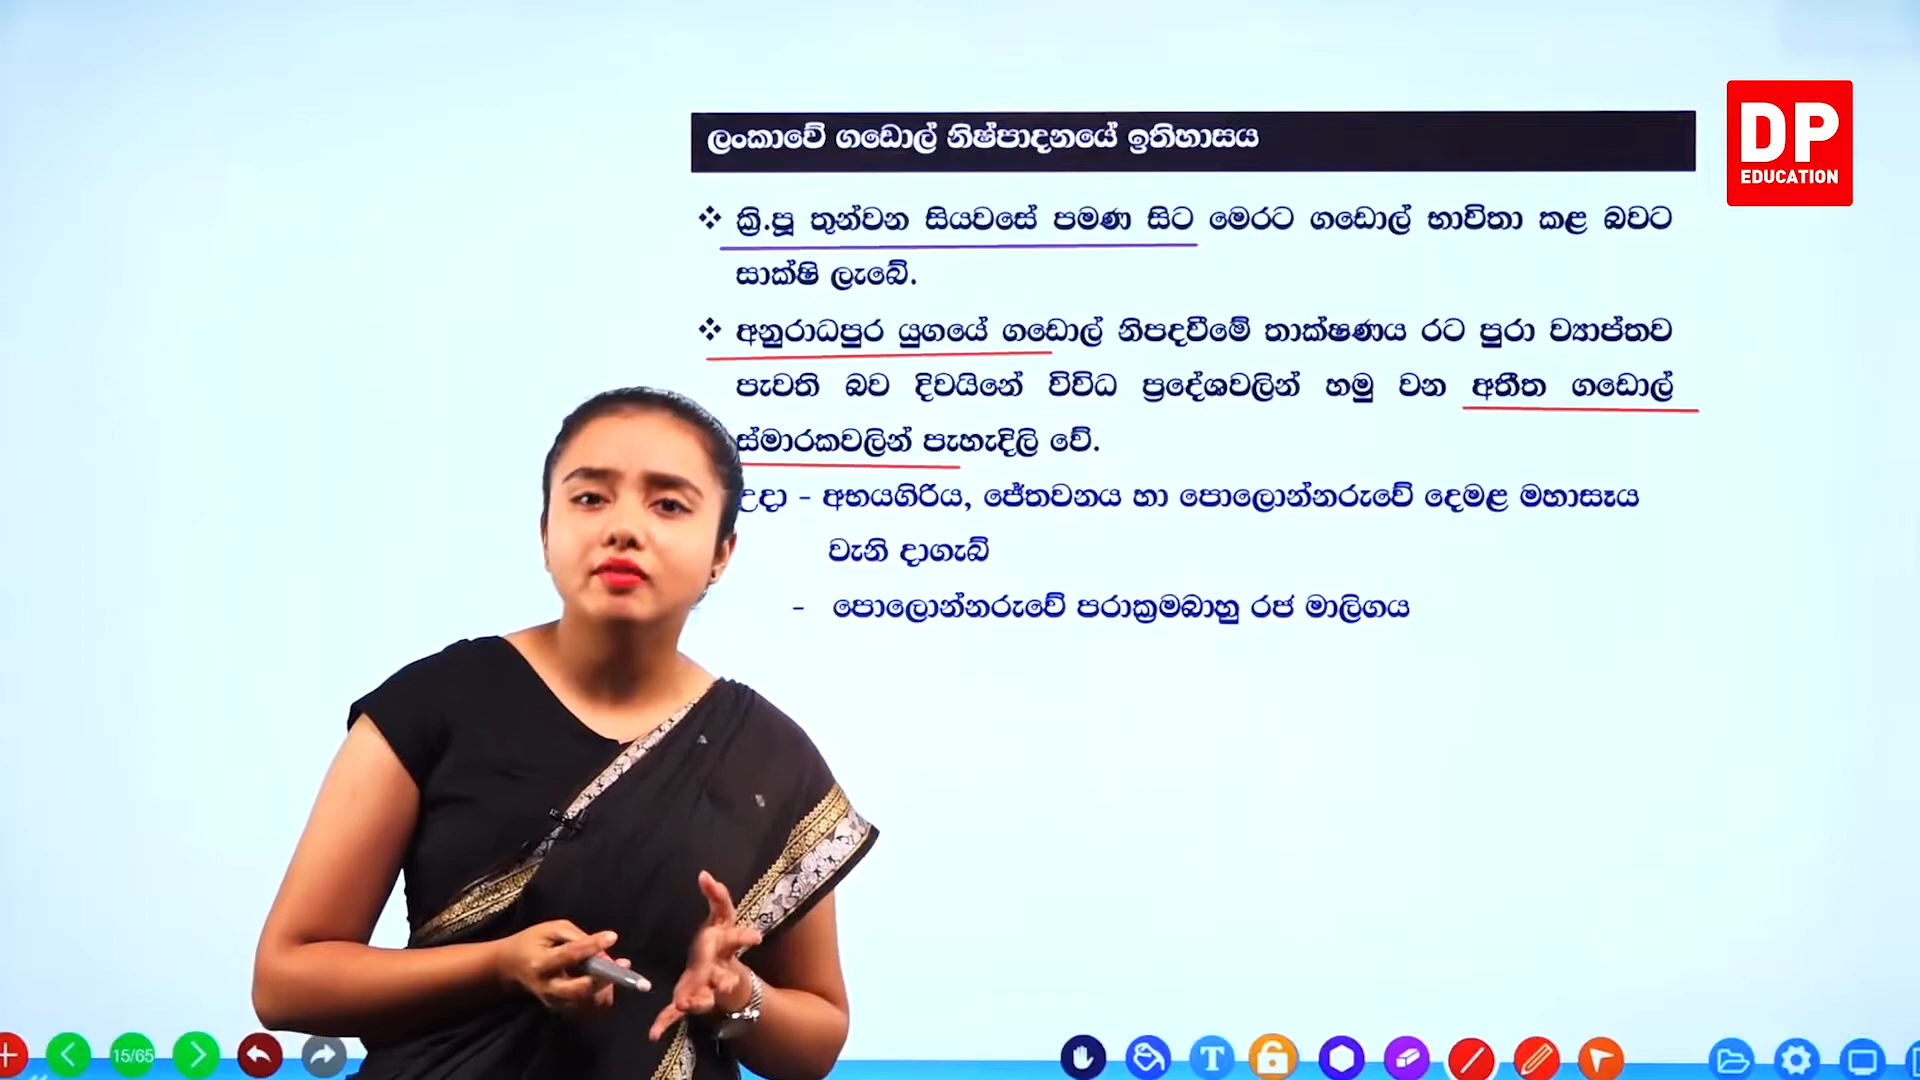 ලංකාවේ ගඩොල් නිෂ්පාදනයේ ඉතිහාසය
DP
EDUCATION
❖ ක්‍රි.පූ තුන්වන සියවසේ පමණ සිට මෙරට ගඩොල් භාවිතා කළ බවට
සාක්ෂි ලැබේ.
❖ අනුරාධපුර යුගයේ ගඩොල් නිපදවීමේ තාක්ෂණය රට පුරා ව්‍යාප්තව
පැවති බව දිවයිනේ විවිධ ප්‍රදේශවලින් හමු වන අතීත ගඩොල්
ස්මාරකවලින් පැහැදිලි වේ.
උදා - අභයගිරිය, ජේතවනය හා පොලොන්නරුවේ දෙමළ මහාසෑය
වැනි දාගැබ්
- පොලොන්නරුවේ පරාක්‍රමබාහු රජ මාලිගය
15/65
T